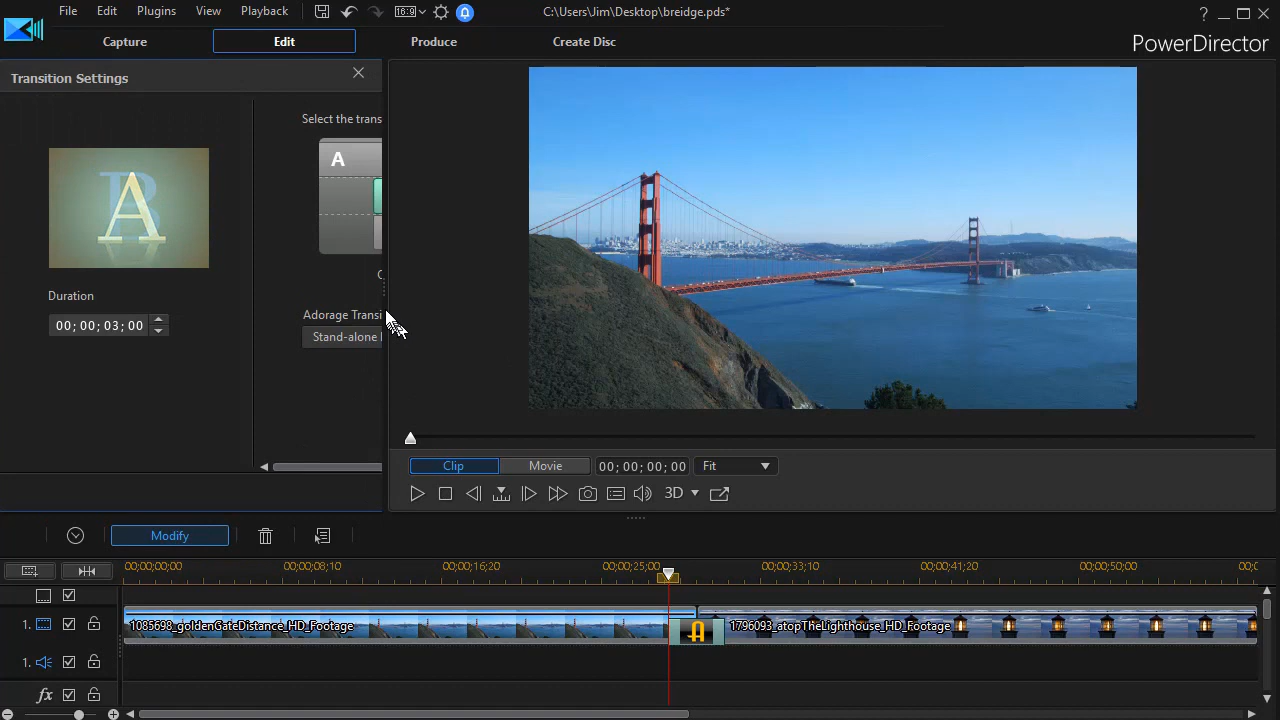 File Edit Plugins View Playback 16:9 C:\Users\Jim\Desktop\breidge.pds* ?
Capture Edit Produce Create Disc PowerDirector
Transition Settings
Select the trans
A
B A
C
Duration
00; 00; 03; 00
Adorage Transi
Stand-alone
Clip Movie 00; 00; 00; 00 Fit
3D
Modify
00;00;00;00 00;00;08;10 00;00;16;20 00;00;25;00 00;00;33;10 00;00;41;20 00;00;50;00
1. 1085698_goldenGateDistance_HD_Footage A 1796093_atopTheLighthouse_HD_Footage
1.
fx